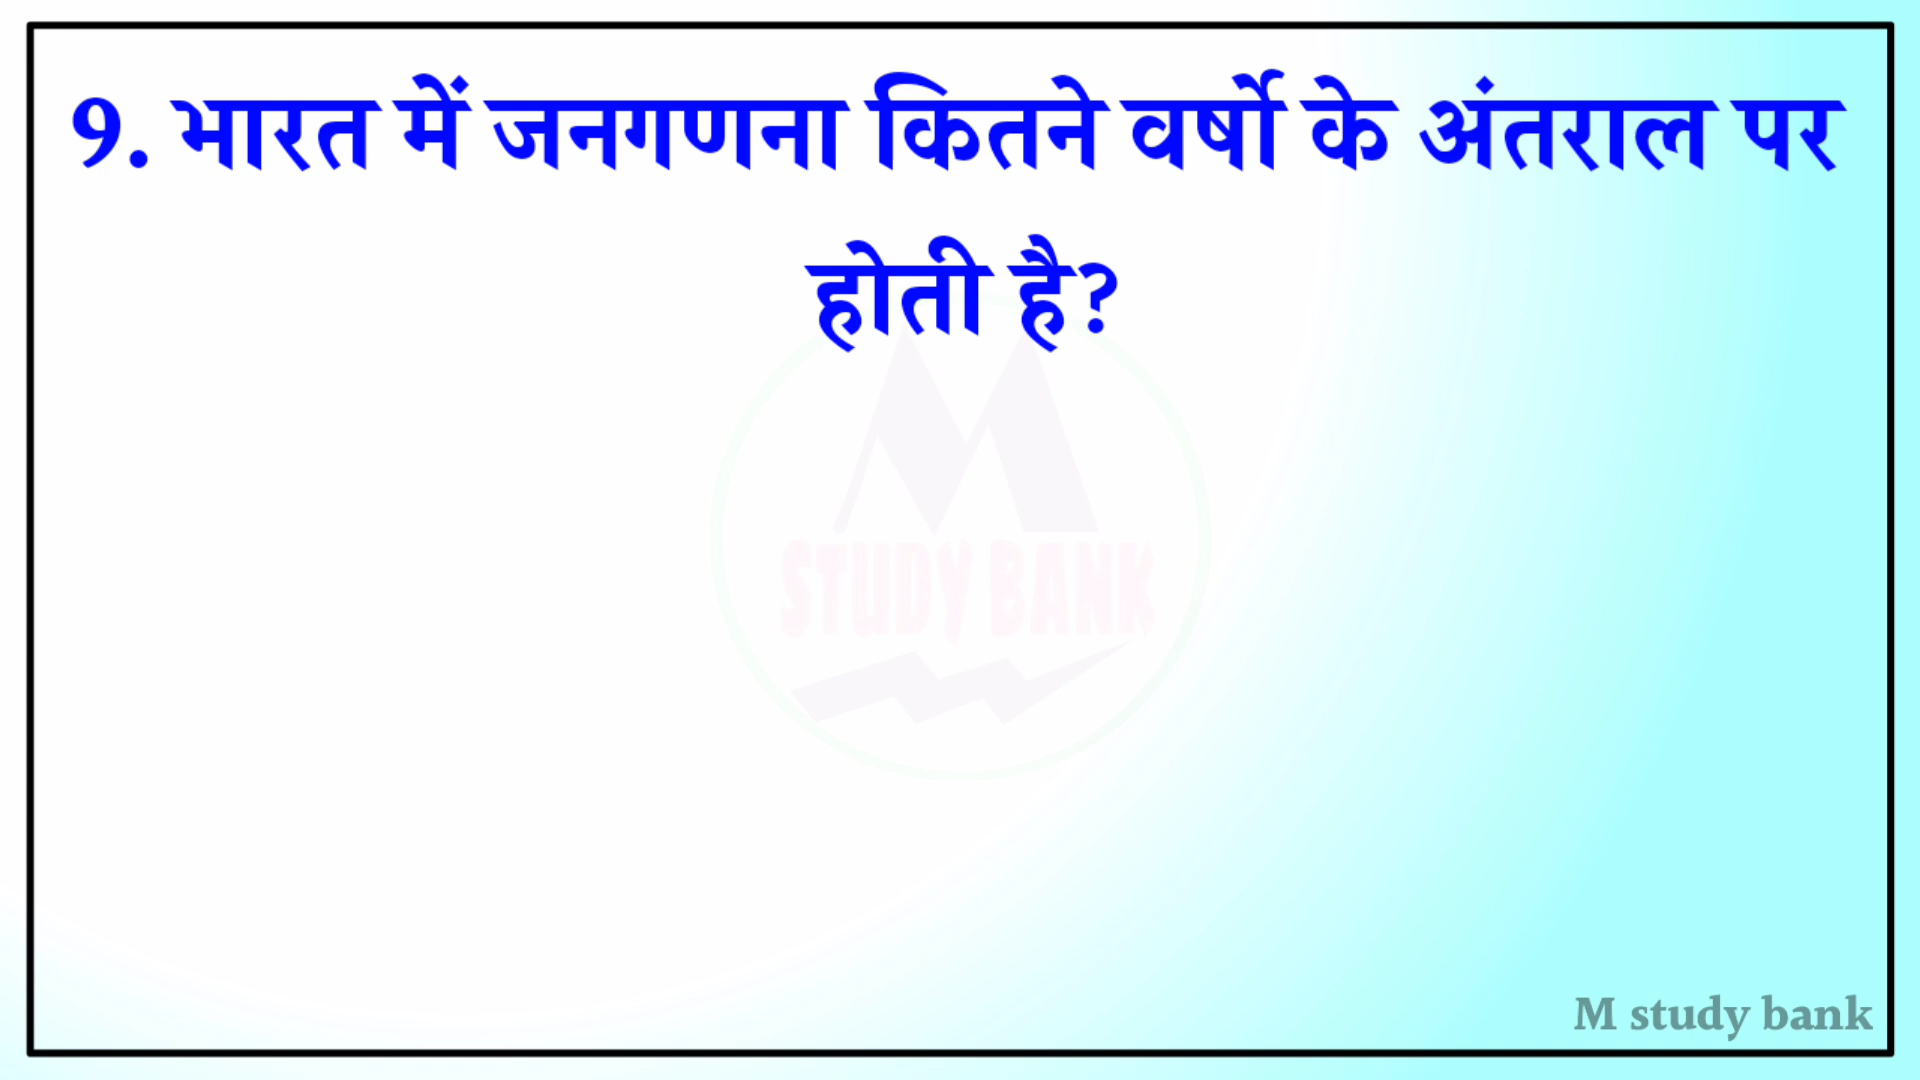 9. भारत में जनगणना कितने वर्षो के अंतराल पर
होती है?
STUDY BANK
M study bank